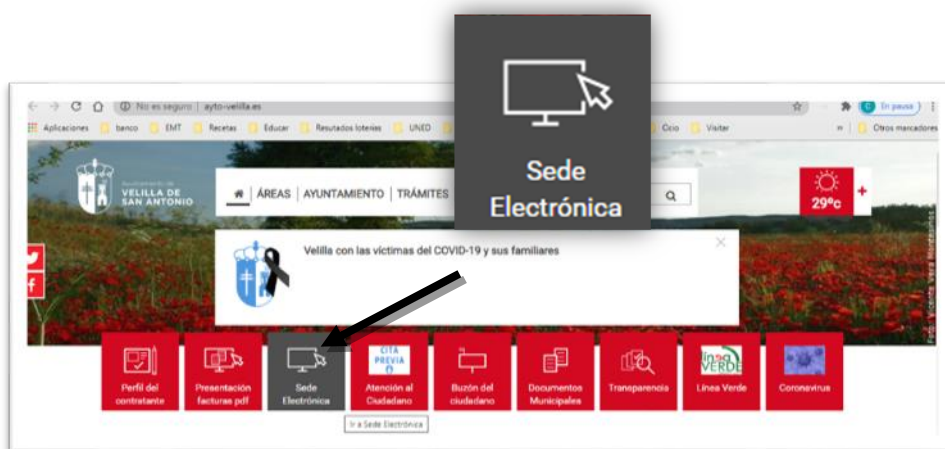 Sede
Electrónica
No es seguro | ayto-velilla.es
En pausa
Aplicaciones banco EMT Recetas Educar Resutados loterias UNED Ocio Visitar Otros marcadores
VELILLA DE
SAN ANTONIO
ÁREAS | AYUNTAMIENTO | TRÁMITES
29ºc +
Velilla con las víctimas del COVID-19 y sus familiares
Perfil del
contratante
Presentación
facturas pdf
Sede
Electrónica
CITA
PREVIA
Atención al
Ciudadano
Buzón del
ciudadano
Documentos
Municipales
Transparencia
línea
VERDE
Línea Verde
Coronavirus
Ir a Sede Electrónica